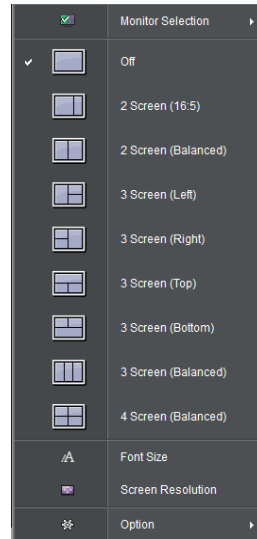 Monitor Selection
Off
2 Screen (16:5)
2 Screen (Balanced)
3 Screen (Left)
3 Screen (Right)
3 Screen (Top)
3 Screen (Bottom)
3 Screen (Balanced)
4 Screen (Balanced)
Font Size
Screen Resolution
Option